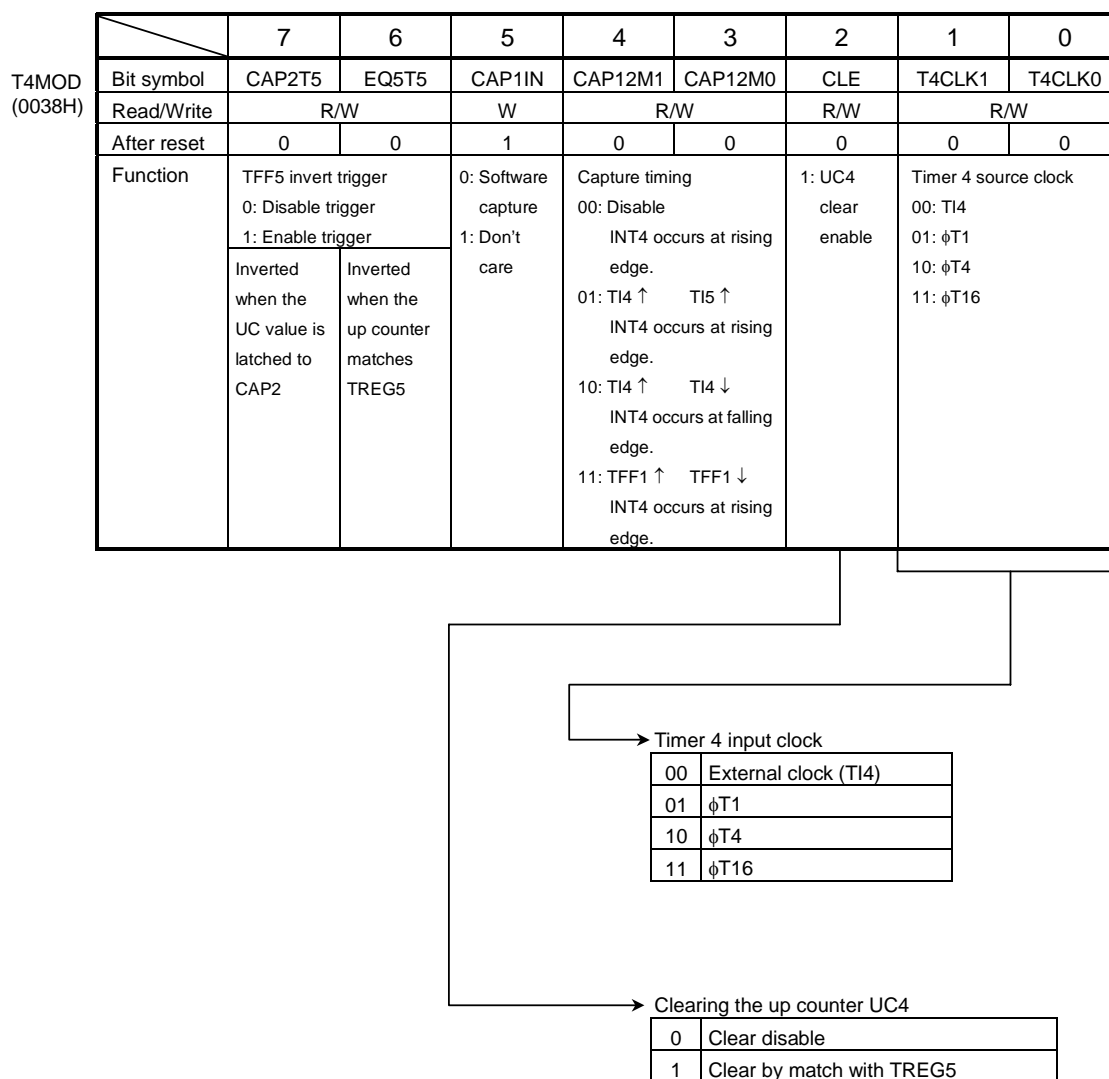 7 6 5 4 3 2 1 0
T4MOD
(0038H)
Bit symbol CAP2T5 EQ5T5 CAP1IN CAP12M1 CAP12M0 CLE T4CLK1 T4CLK0
Read/Write R/W W R/W R/W R/W
After reset 0 0 1 0 0 0 0 0
Function
TFF5 invert trigger
0: Disable trigger
1: Enable trigger
Inverted
when the
UC value is
latched to
CAP2
Inverted
when the
up counter
matches
TREG5
0: Software
capture
1: Don't
care
Capture timing
00: Disable
INT4 occurs at rising
edge.
01: TI4 ↑ TI5 ↑
INT4 occurs at rising
edge.
10: TI4 ↑ TI4 ↓
INT4 occurs at falling
edge.
11: TFF1 ↑ TFF1 ↓
INT4 occurs at rising
edge.
1: UC4
clear
enable
Timer 4 source clock
00: TI4
01: ϕT1
10: ϕT4
11: ϕT16
Timer 4 input clock
00 External clock (TI4)
01 ϕT1
10 ϕT4
11 ϕT16
Clearing the up counter UC4
0 Clear disable
1 Clear by match with TREG5